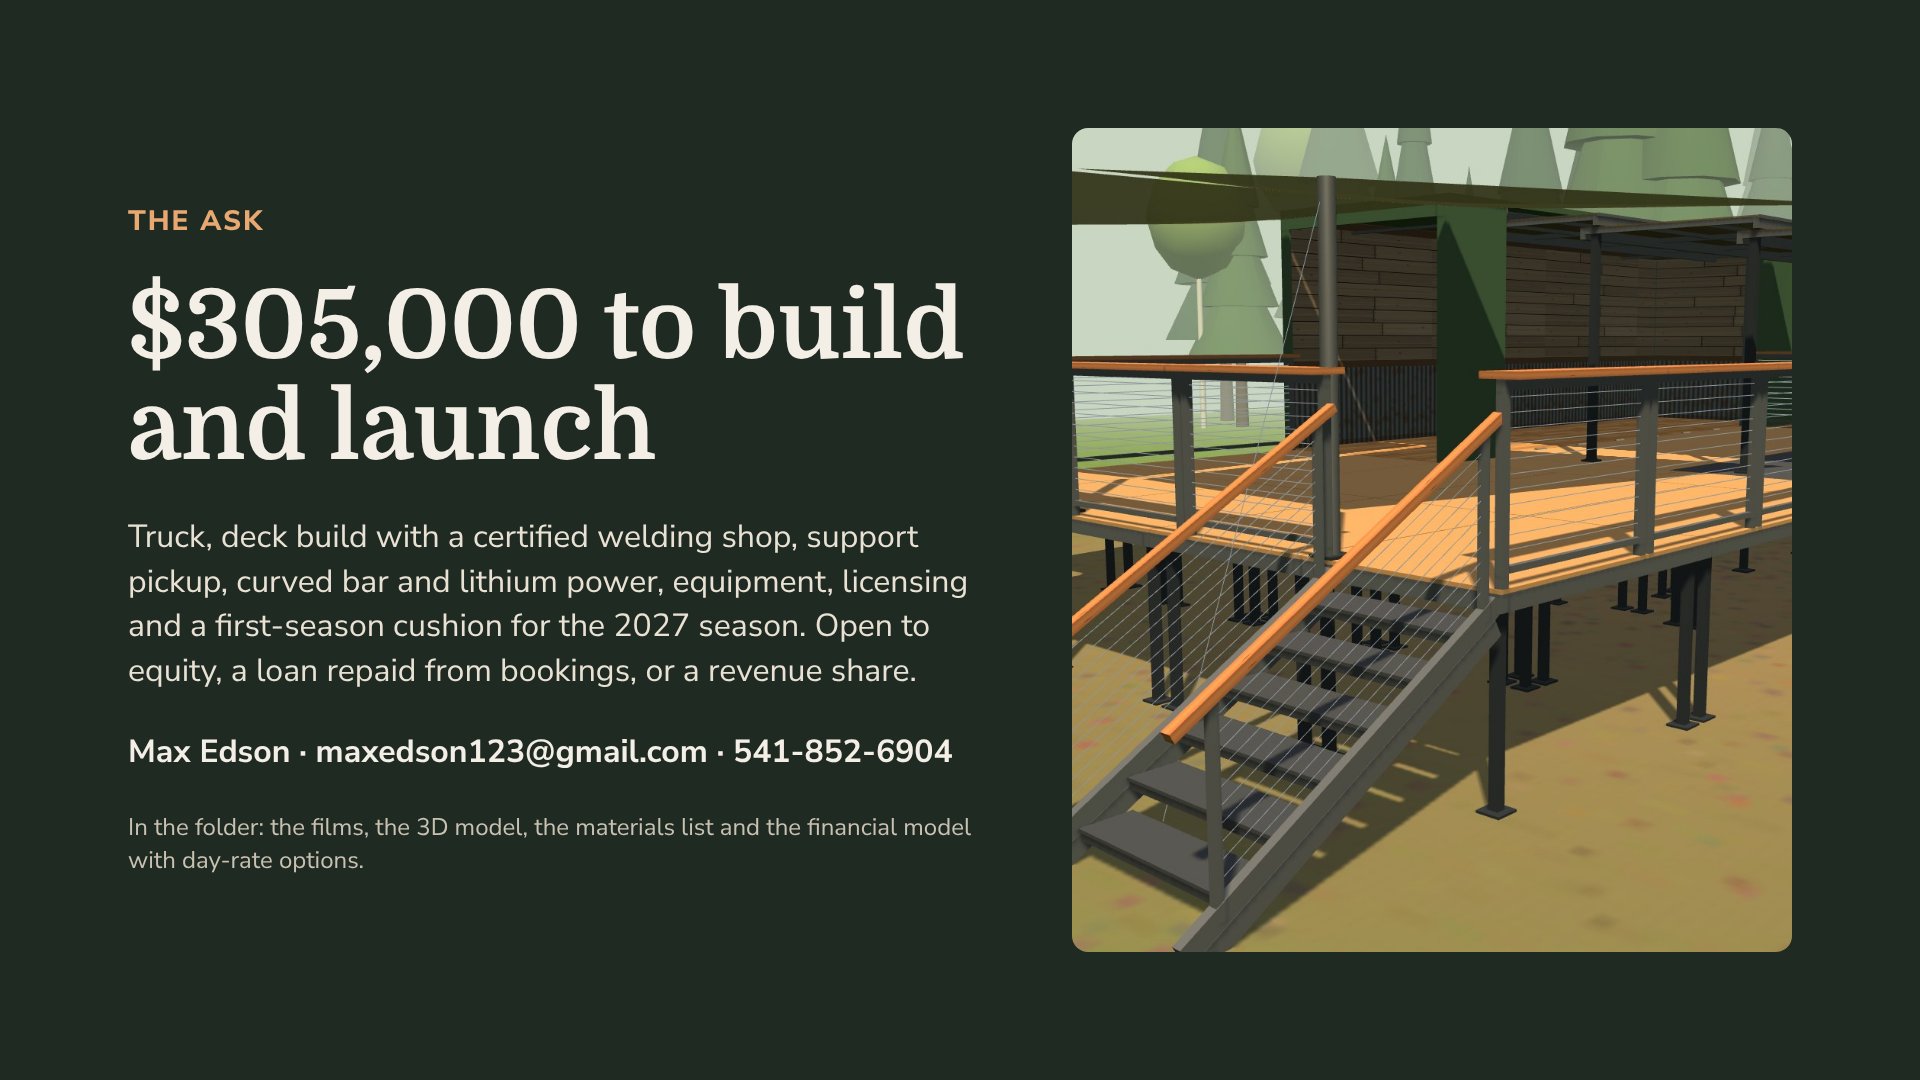 THE ASK
$305,000 to build
and launch
Truck, deck build with a certified welding shop, support
pickup, curved bar and lithium power, equipment, licensing
and a first-season cushion for the 2027 season. Open to
equity, a loan repaid from bookings, or a revenue share.
Max Edson · maxedson123@gmail.com · 541-852-6904
In the folder: the films, the 3D model, the materials list and the financial model
with day-rate options.